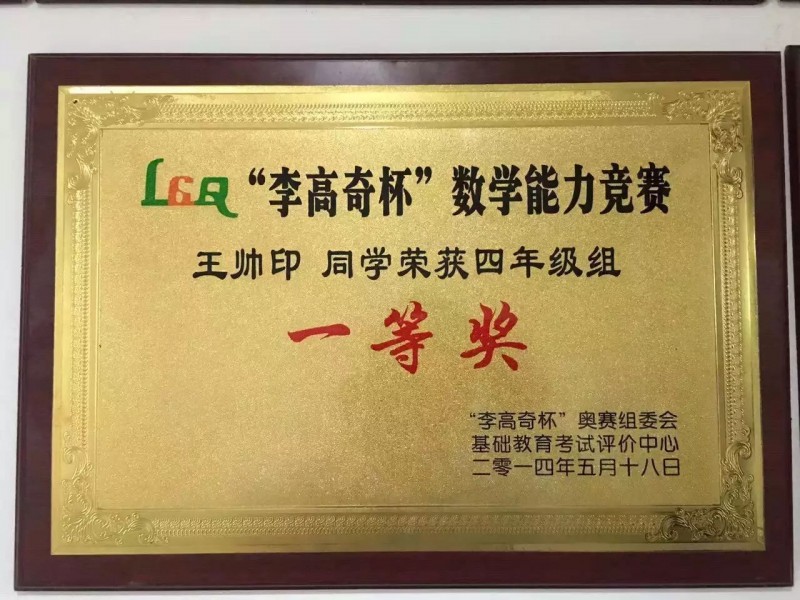 LGQ “李高奇杯”数学能力竞赛
王帅印 同学荣获四年级组
一等奖
“李高奇杯”奥赛组委会
基础教育考试评价中心
二零一四年五月十八日